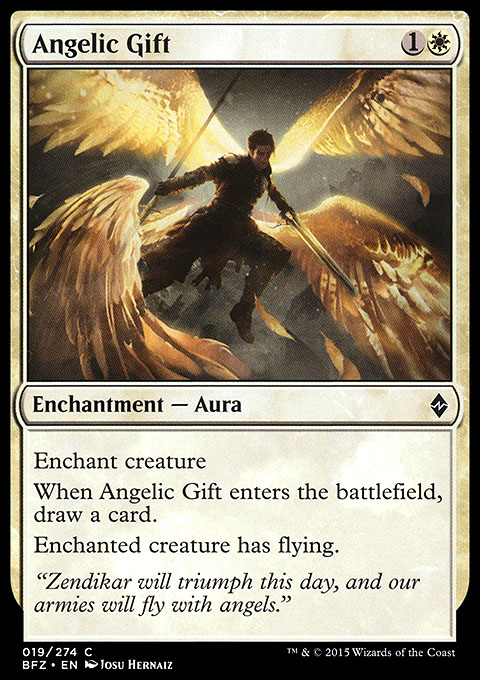 Angelic Gift 1
Enchantment — Aura
Enchant creature
When Angelic Gift enters the battlefield,
draw a card.
Enchanted creature has flying.
“Zendikar will triumph this day, and our
armies will fly with angels.”
019/274 C
BFZ • EN Josu Hernaiz
™ & © 2015 Wizards of the Coast